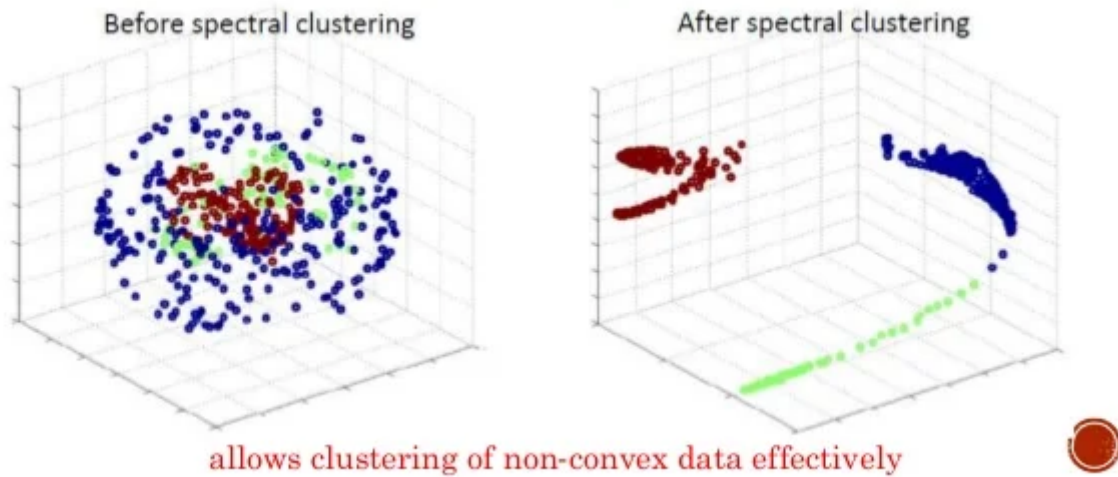 Before spectral clustering
After spectral clustering
allows clustering of non-convex data effectively